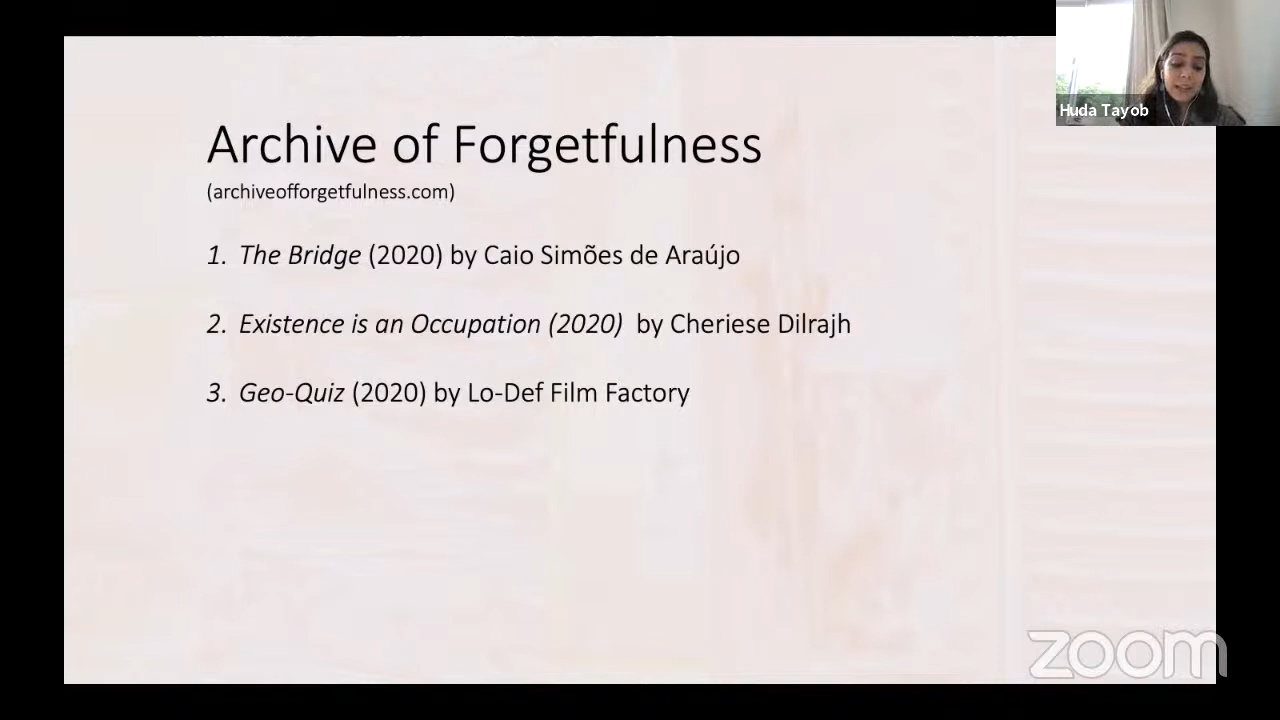 Huda Tayob
Archive of Forgetfulness
(archiveofforgetfulness.com)
1. The Bridge (2020) by Caio Simões de Araújo
2. Existence is an Occupation (2020) by Cheriese Dilrajh
3. Geo-Quiz (2020) by Lo-Def Film Factory
zoom